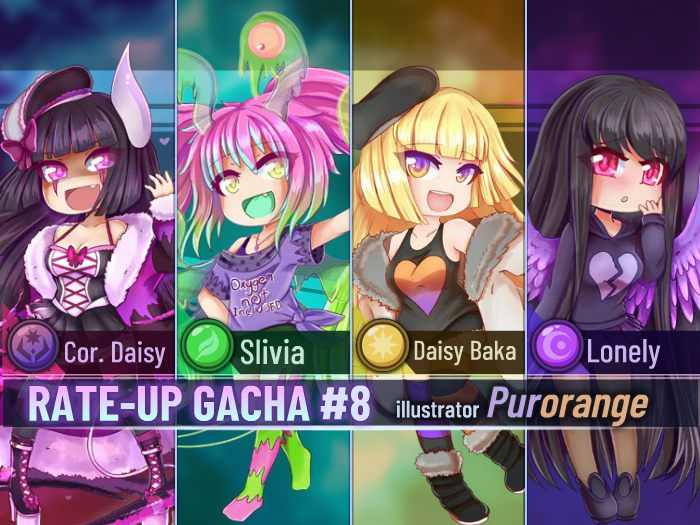 Oxygen
not
INCLUDED
Cor. Daisy
Slivia
Daisy Baka
Lonely
RATE-UP GACHA #8
illustrator Purorange